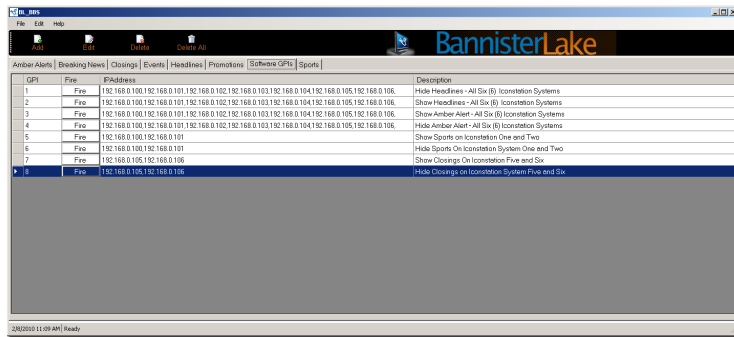 BL_BDS
File Edit Help
Add Edit Delete Delete All BannisterLake
Amber Alerts Breaking News Closings Events Headlines Promotions Software GPIs Sports
GPI Fire IPAddress Description
1 Fire 192.168.0.100,192.168.0.101,192.168.0.102,192.168.0.103,192.168.0.104,192.168.0.105,192.168.0.106, Hide Headlines - All Six (6) Iconstation Systems
2 Fire 192.168.0.100,192.168.0.101,192.168.0.102,192.168.0.103,192.168.0.104,192.168.0.105,192.168.0.106, Show Headlines - All Six (6) Iconstation Systems
3 Fire 192.168.0.100,192.168.0.101,192.168.0.102,192.168.0.103,192.168.0.104,192.168.0.105,192.168.0.106, Show Amber Alert - All Six (6) Iconstation Systems
4 Fire 192.168.0.100,192.168.0.101,192.168.0.102,192.168.0.103,192.168.0.104,192.168.0.105,192.168.0.106, Hide Amber Alert - All Six (6) Iconstation Systems
5 Fire 192.168.0.100,192.168.0.101 Show Sports on Iconstation One and Two
6 Fire 192.168.0.100,192.168.0.101 Hide Sports On Iconstation System One and Two
7 Fire 192.168.0.105,192.168.0.106 Show Closings On Iconstation Five and Six
8 Fire 192.168.0.105,192.168.0.106 Hide Closings on Iconstation System Five and Six
2/8/2010 11:09 AM Ready